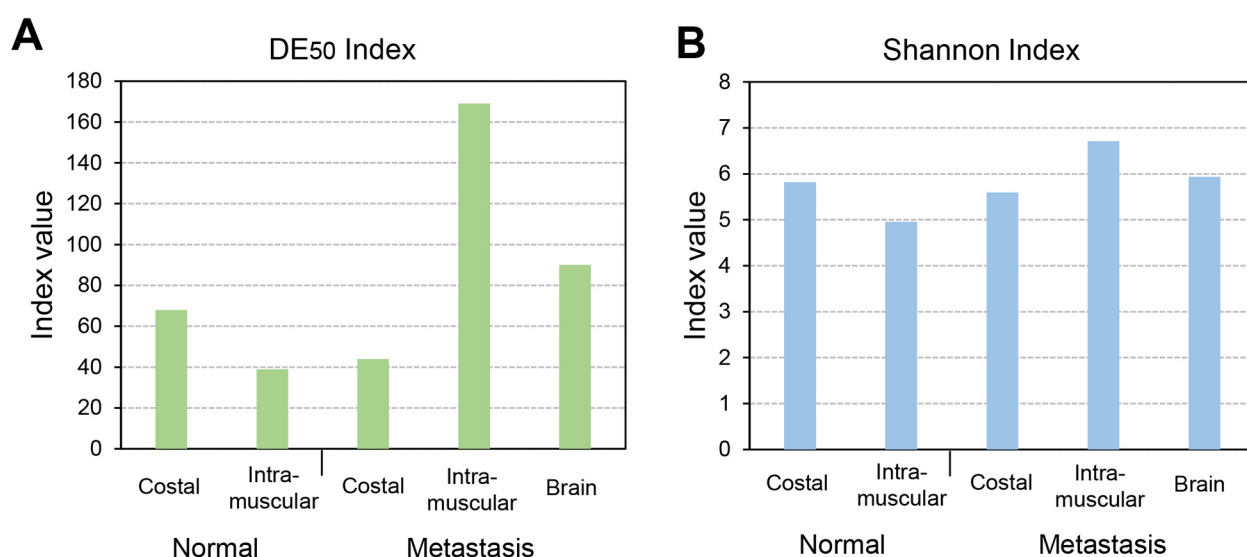 A
DE50 Index
180
160
140
120
100
80
60
40
20
0
Index value
Costal
Intra-
muscular
Costal
Intra-
muscular
Brain
Normal
Metastasis
B
Shannon Index
8
7
6
5
4
3
2
1
0
Index value
Costal
Intra-
muscular
Costal
Intra-
muscular
Brain
Normal
Metastasis